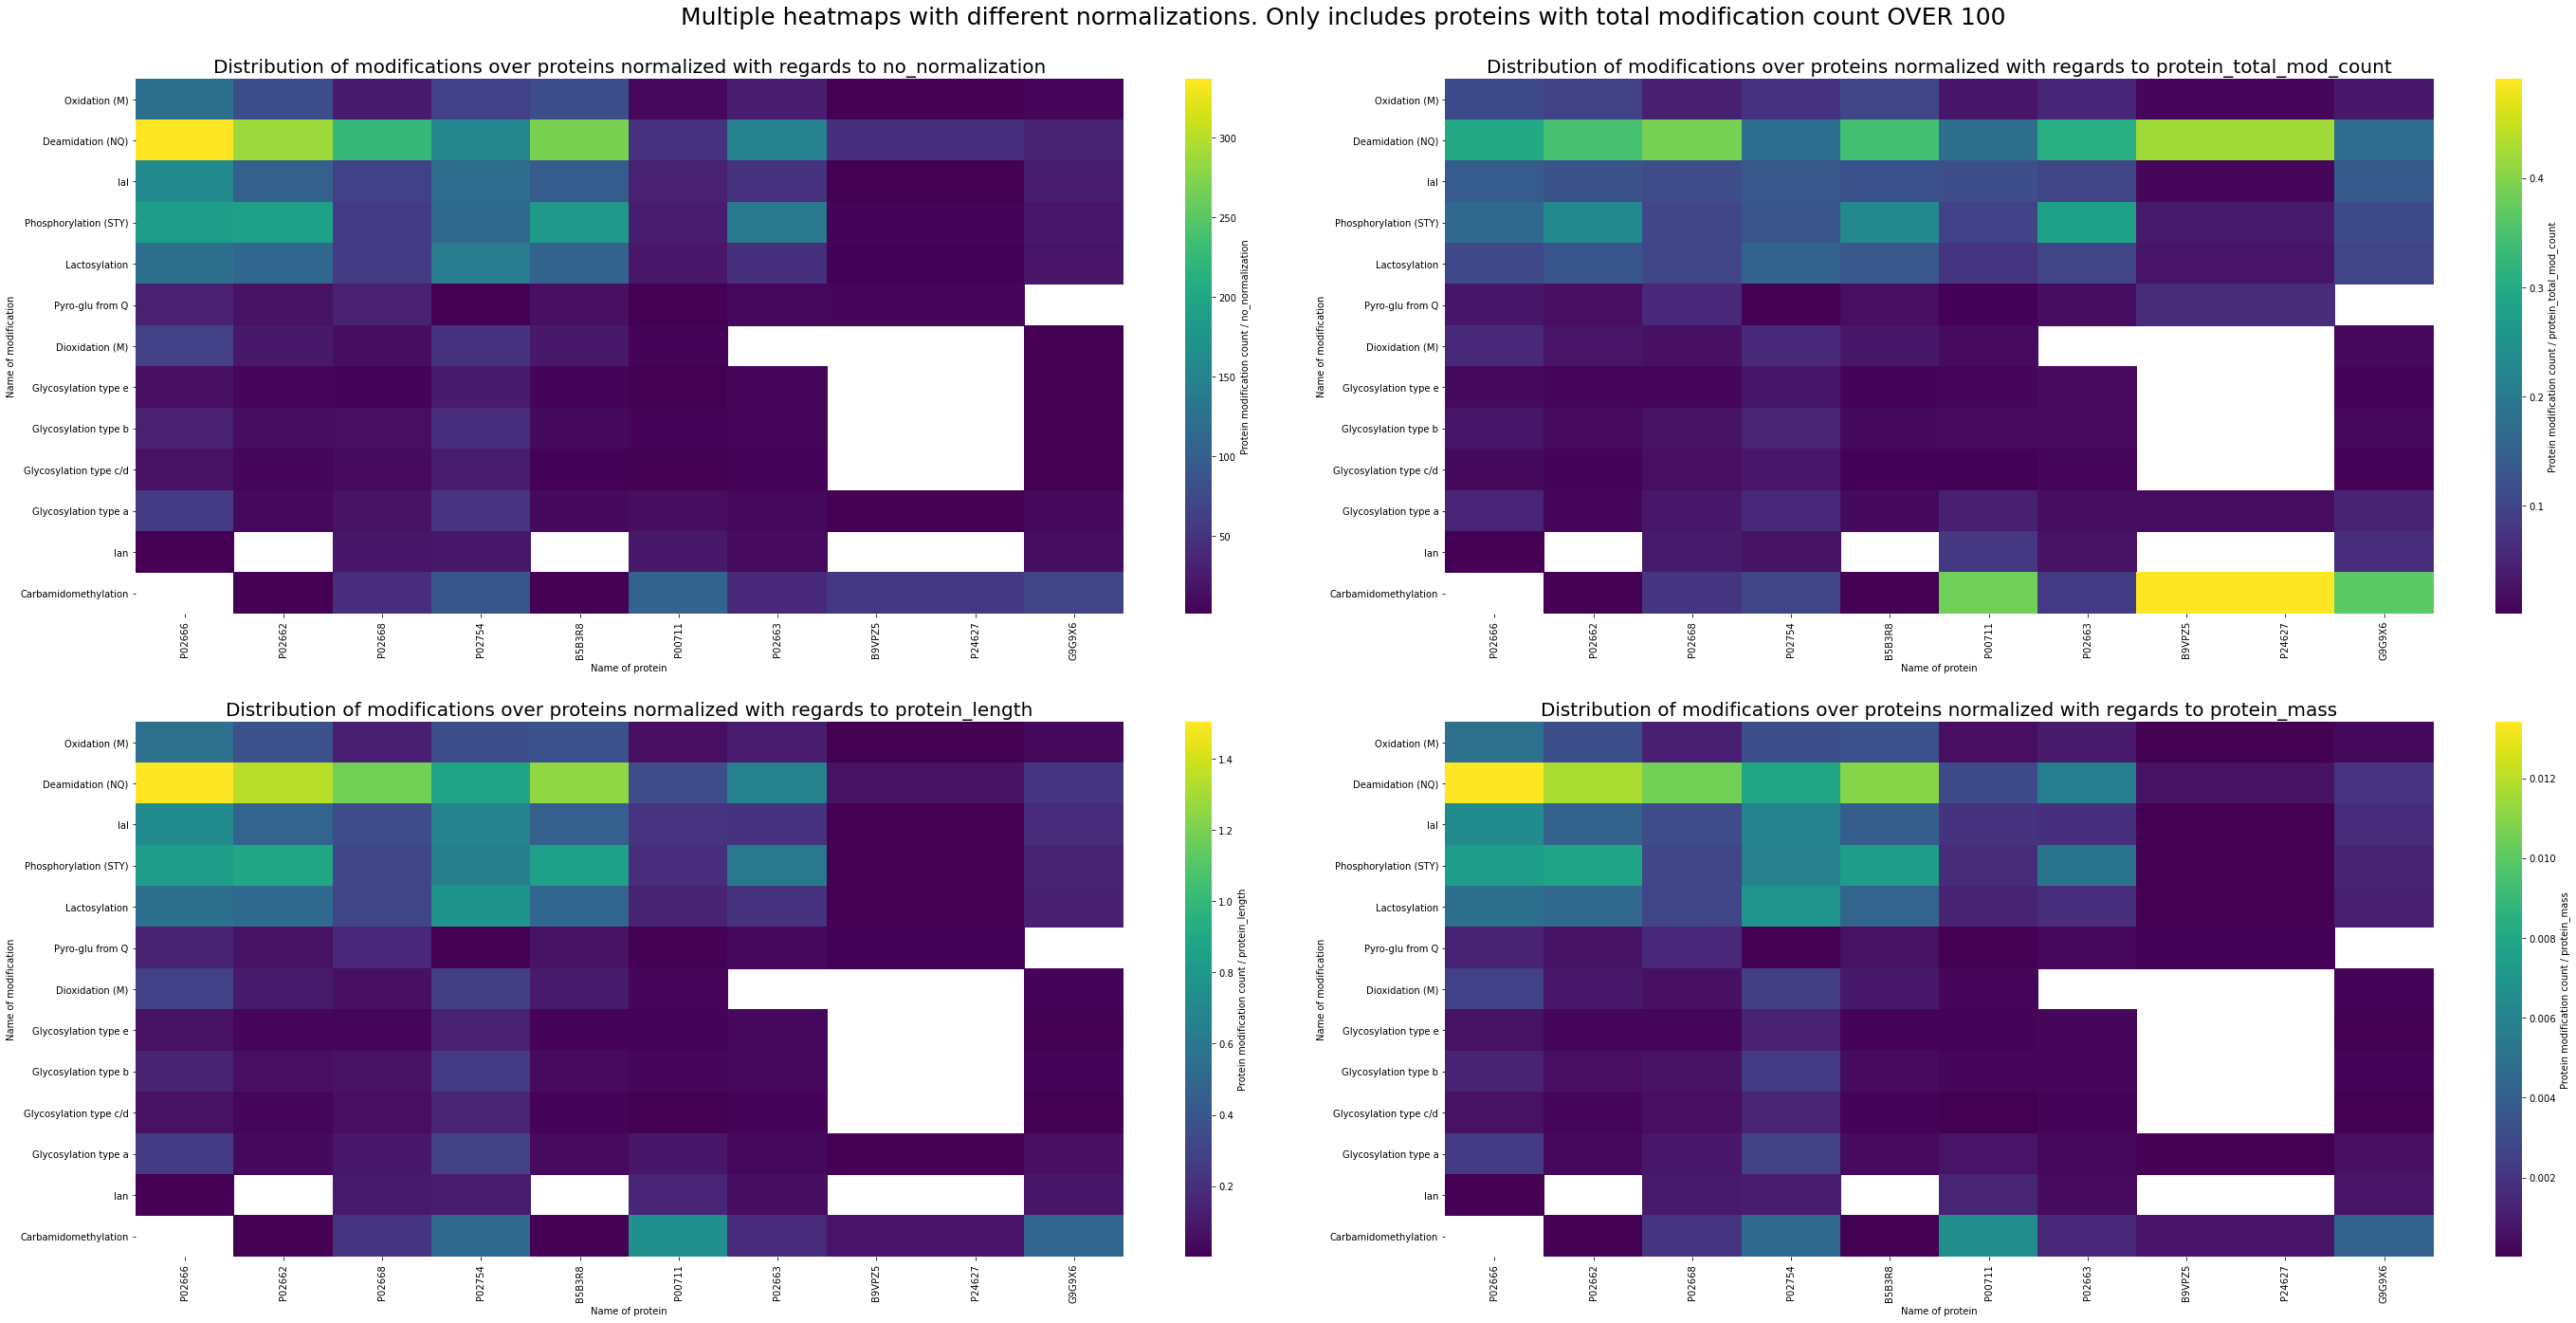 Multiple heatmaps with different normalizations. Only includes proteins with total modification count OVER 100
Distribution of modifications over proteins normalized with regards to no_normalization
Name of modification
Oxidation (M)
Deamidation (NQ)
lal
Phosphorylation (STY)
Lactosylation
Pyro-glu from Q
Dioxidation (M)
Glycosylation type e
Glycosylation type b
Glycosylation type c/d
Glycosylation type a
lan
Carbamidomethylation
P02666
P02662
P02668
P02754
B5B3R8
P00711
P02663
B9VPZ5
P24627
G9G9X6
Name of protein
300
250
200
150
100
50
Protein modification count / no_normalization
Distribution of modifications over proteins normalized with regards to protein_total_mod_count
Name of modification
Oxidation (M)
Deamidation (NQ)
lal
Phosphorylation (STY)
Lactosylation
Pyro-glu from Q
Dioxidation (M)
Glycosylation type e
Glycosylation type b
Glycosylation type c/d
Glycosylation type a
lan
Carbamidomethylation
P02666
P02662
P02668
P02754
B5B3R8
P00711
P02663
B9VPZ5
P24627
G9G9X6
Name of protein
0.4
0.3
0.2
0.1
Protein modification count / protein_total_mod_count
Distribution of modifications over proteins normalized with regards to protein_length
Name of modification
Oxidation (M)
Deamidation (NQ)
lal
Phosphorylation (STY)
Lactosylation
Pyro-glu from Q
Dioxidation (M)
Glycosylation type e
Glycosylation type b
Glycosylation type c/d
Glycosylation type a
lan
Carbamidomethylation
P02666
P02662
P02668
P02754
B5B3R8
P00711
P02663
B9VPZ5
P24627
G9G9X6
Name of protein
1.4
1.2
1.0
0.8
0.6
0.4
0.2
Protein modification count / protein_length
Distribution of modifications over proteins normalized with regards to protein_mass
Name of modification
Oxidation (M)
Deamidation (NQ)
lal
Phosphorylation (STY)
Lactosylation
Pyro-glu from Q
Dioxidation (M)
Glycosylation type e
Glycosylation type b
Glycosylation type c/d
Glycosylation type a
lan
Carbamidomethylation
P02666
P02662
P02668
P02754
B5B3R8
P00711
P02663
B9VPZ5
P24627
G9G9X6
Name of protein
0.012
0.010
0.008
0.006
0.004
0.002
Protein modification count / protein_mass